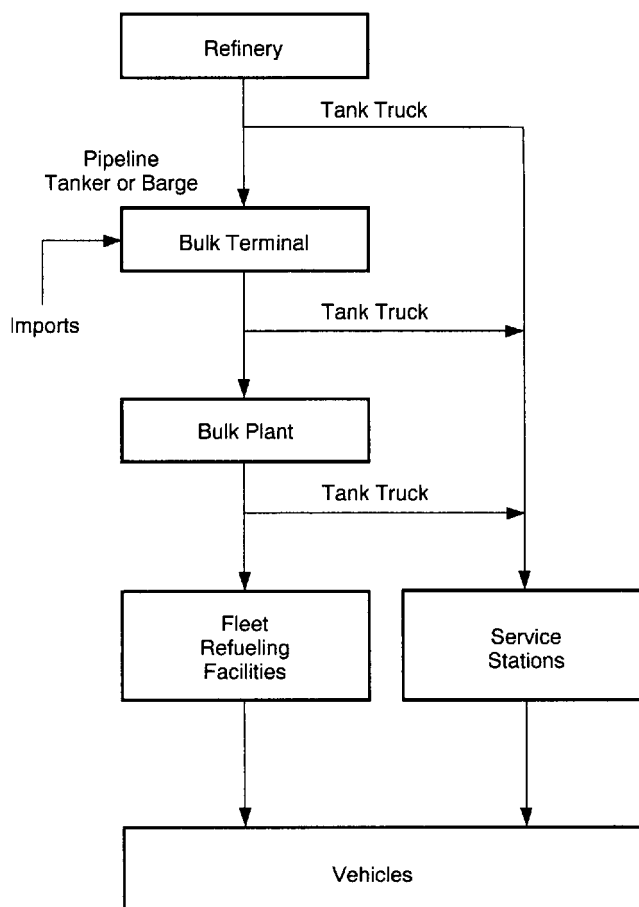 Refinery
Tank Truck
Pipeline
Tanker or Barge
Bulk Terminal
Imports
Tank Truck
Bulk Plant
Tank Truck
Fleet
Refueling
Facilities
Service
Stations
Vehicles